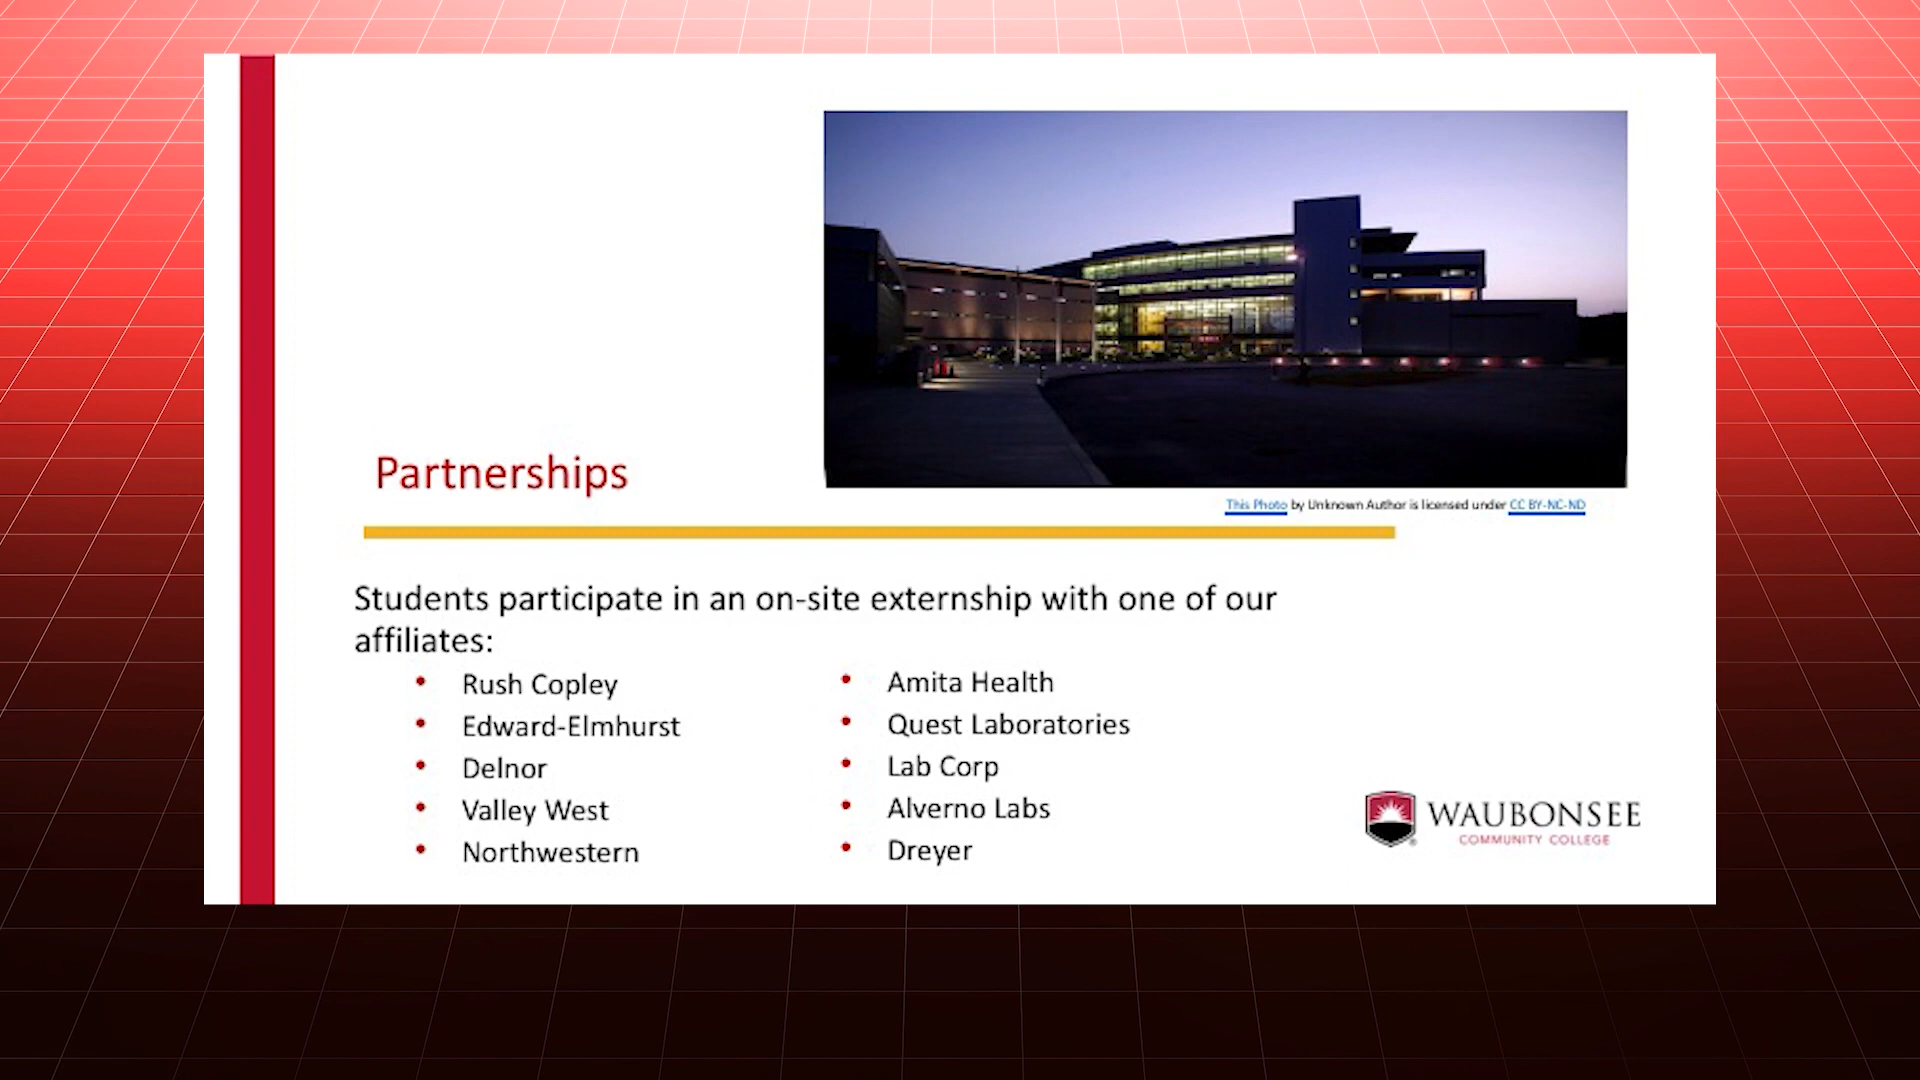 Partnerships
This Photo by Unknown Author is licensed under CC BY-NC-ND
Students participate in an on-site externship with one of our
affiliates:
• Rush Copley
• Edward-Elmhurst
• Delnor
• Valley West
• Northwestern
• Amita Health
• Quest Laboratories
• Lab Corp
• Alverno Labs
• Dreyer
WAUBONSEE
COMMUNITY COLLEGE